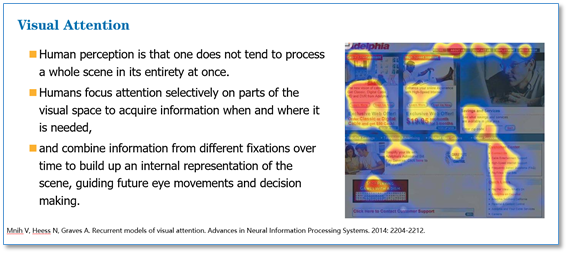 Visual Attention
Human perception is that one does not tend to process
a whole scene in its entirety at once.
Humans focus attention selectively on parts of the
visual space to acquire information when and where it
is needed,
and combine information from different fixations over
time to build up an internal representation of the
scene, guiding future eye movements and decision
making.
idelphia
Click Here to Contact Customer Support
Mnih V, Heess N, Graves A. Recurrent models of visual attention. Advances in Neural Information Processing Systems. 2014: 2204-2212.